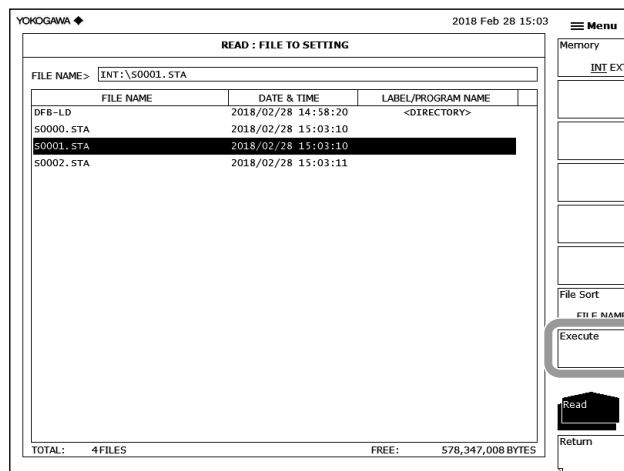 YOKOGAWA ◆ 2018 Feb 28 15:03
Menu
READ : FILE TO SETTING
FILE NAME> INT:\S0001.STA
FILE NAME DATE & TIME LABEL/PROGRAM NAME
DFB-LD 2018/02/28 14:58:20 <DIRECTORY>
S0000.STA 2018/02/28 15:03:10
S0001.STA 2018/02/28 15:03:10
S0002.STA 2018/02/28 15:03:11
TOTAL: 4FILES FREE: 578,347,008 BYTES
Memory
INT EXT
File Sort
FILE NAME
Execute
Read
Return